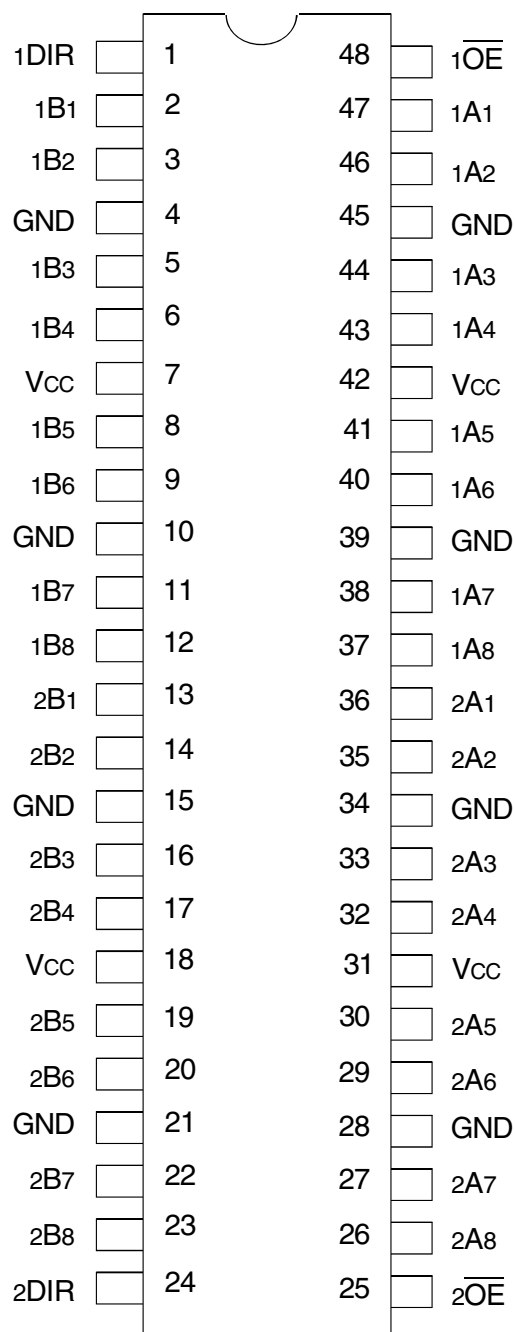 1DIR 1 48 1O̅E̅
1B1 2 47 1A1
1B2 3 46 1A2
GND 4 45 GND
1B3 5 44 1A3
1B4 6 43 1A4
VCC 7 42 VCC
1B5 8 41 1A5
1B6 9 40 1A6
GND 10 39 GND
1B7 11 38 1A7
1B8 12 37 1A8
2B1 13 36 2A1
2B2 14 35 2A2
GND 15 34 GND
2B3 16 33 2A3
2B4 17 32 2A4
VCC 18 31 VCC
2B5 19 30 2A5
2B6 20 29 2A6
GND 21 28 GND
2B7 22 27 2A7
2B8 23 26 2A8
2DIR 24 25 2O̅E̅